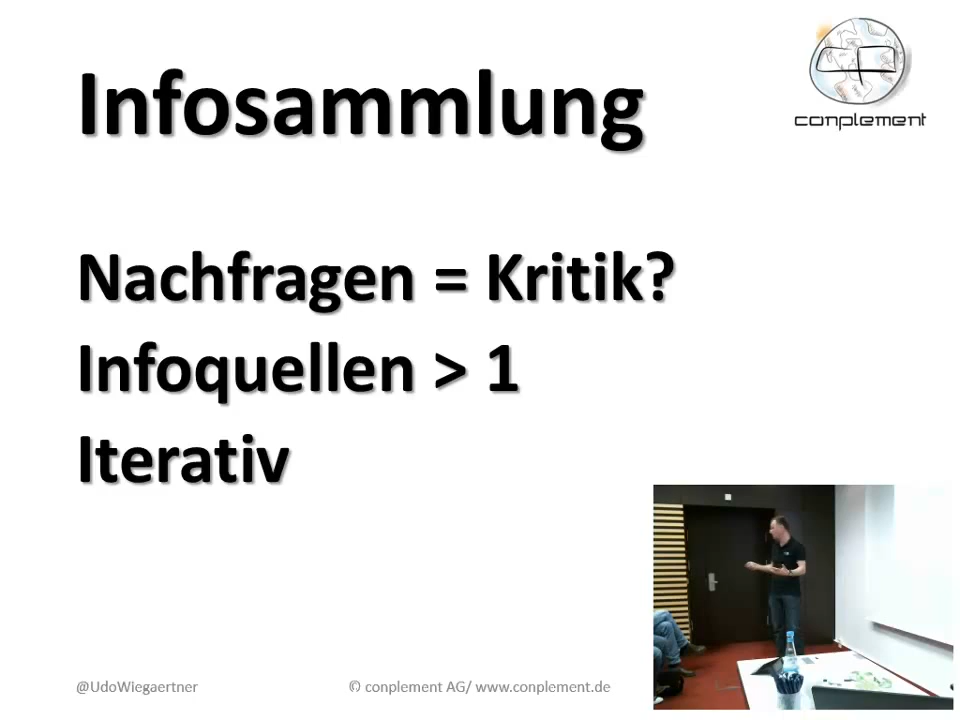 Infosammlung
conplement
Nachfragen = Kritik?
Infoquellen > 1
Iterativ
@UdoWiegaertner
© conplement AG/ www.conplement.de